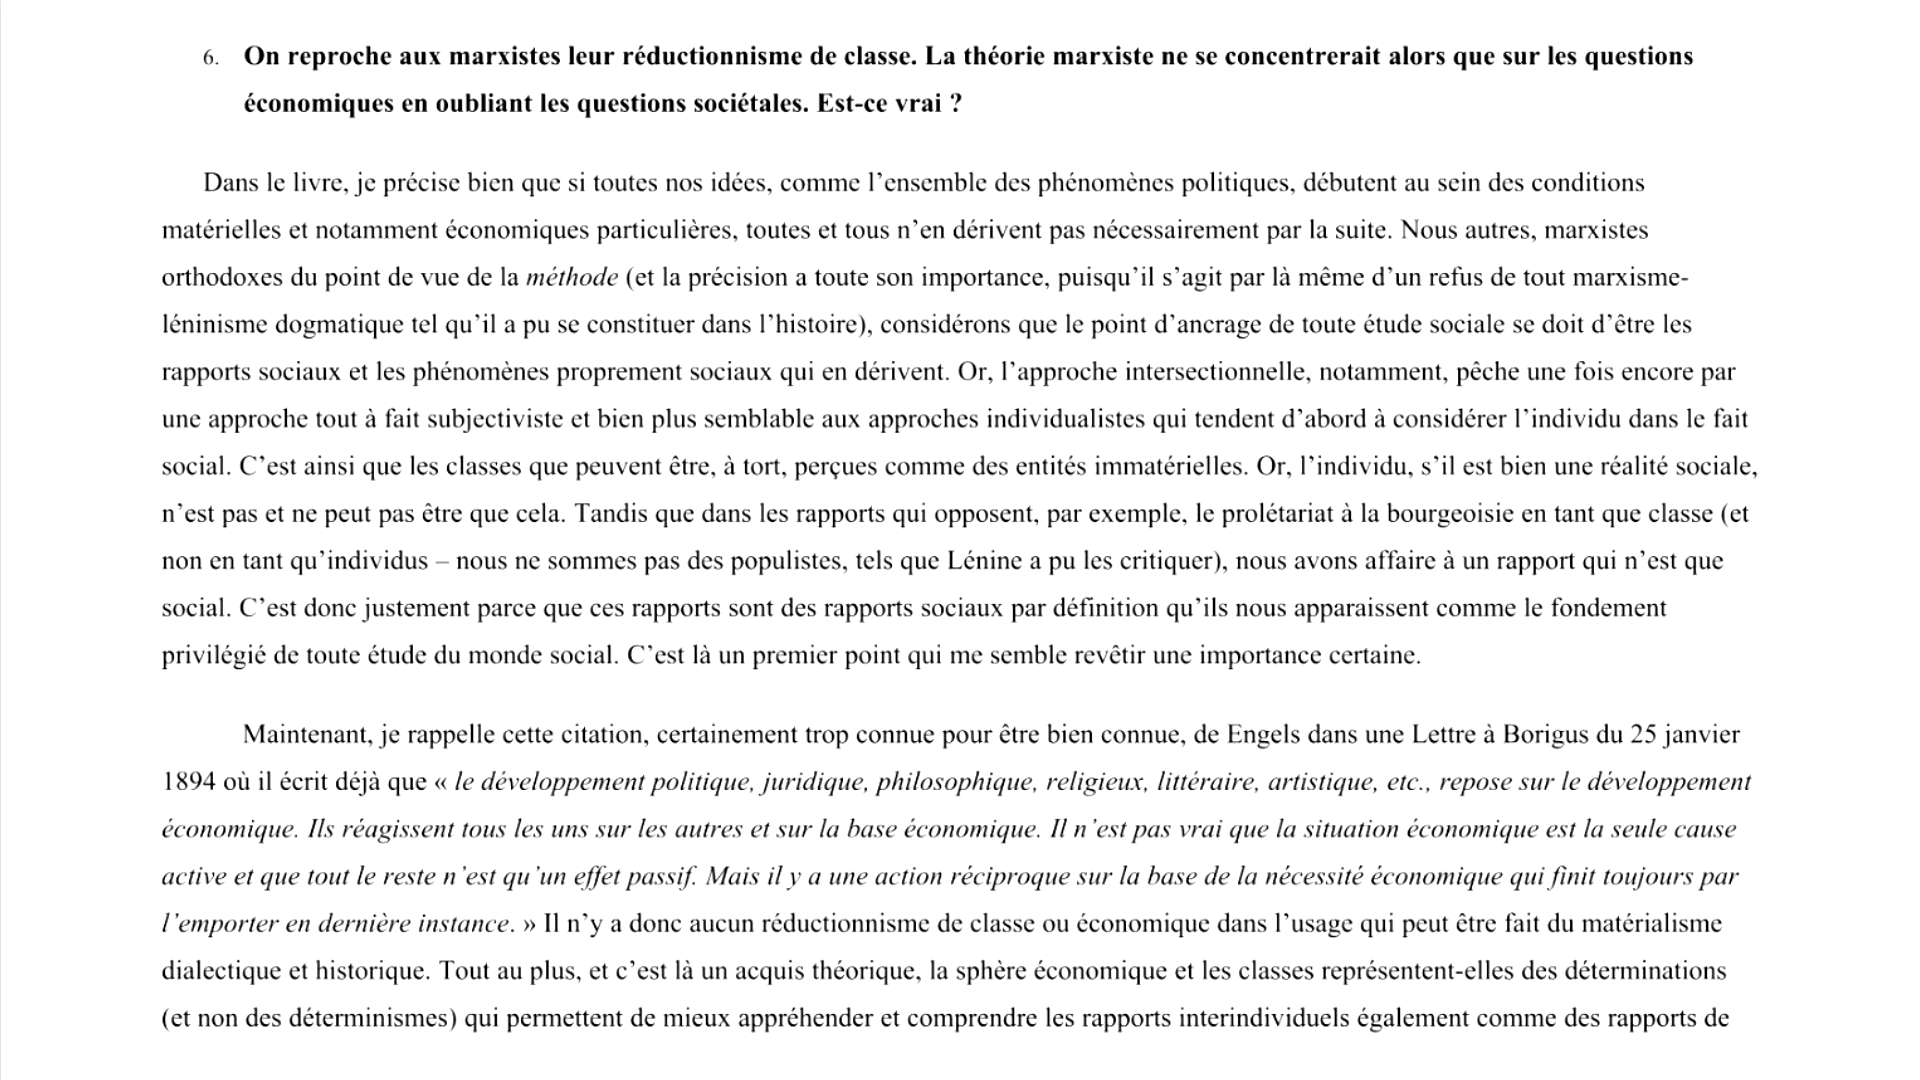 6. On reproche aux marxistes leur réductionnisme de classe. La théorie marxiste ne se concentrerait alors que sur les questions
économiques en oubliant les questions sociétales. Est-ce vrai ?
Dans le livre, je précise bien que si toutes nos idées, comme l’ensemble des phénomènes politiques, débutent au sein des conditions
matérielles et notamment économiques particulières, toutes et tous n’en dérivent pas nécessairement par la suite. Nous autres, marxistes
orthodoxes du point de vue de la méthode (et la précision a toute son importance, puisqu’il s’agit par là même d’un refus de tout marxisme-
léninisme dogmatique tel qu’il a pu se constituer dans l’histoire), considérons que le point d’ancrage de toute étude sociale se doit d’être les
rapports sociaux et les phénomènes proprement sociaux qui en dérivent. Or, l’approche intersectionnelle, notamment, pêche une fois encore par
une approche tout à fait subjectiviste et bien plus semblable aux approches individualistes qui tendent d’abord à considérer l’individu dans le fait
social. C’est ainsi que les classes que peuvent être, à tort, perçues comme des entités immatérielles. Or, l’individu, s’il est bien une réalité sociale,
n’est pas et ne peut pas être que cela. Tandis que dans les rapports qui opposent, par exemple, le prolétariat à la bourgeoisie en tant que classe (et
non en tant qu’individus – nous ne sommes pas des populistes, tels que Lénine a pu les critiquer), nous avons affaire à un rapport qui n’est que
social. C’est donc justement parce que ces rapports sont des rapports sociaux par définition qu’ils nous apparaissent comme le fondement
privilégié de toute étude du monde social. C’est là un premier point qui me semble revêtir une importance certaine.
Maintenant, je rappelle cette citation, certainement trop connue pour être bien connue, de Engels dans une Lettre à Borigus du 25 janvier
1894 où il écrit déjà que « le développement politique, juridique, philosophique, religieux, littéraire, artistique, etc., repose sur le développement
économique. Ils réagissent tous les uns sur les autres et sur la base économique. Il n’est pas vrai que la situation économique est la seule cause
active et que tout le reste n’est qu’un effet passif. Mais il y a une action réciproque sur la base de la nécessité économique qui finit toujours par
l’emporter en dernière instance. » Il n’y a donc aucun réductionnisme de classe ou économique dans l’usage qui peut être fait du matérialisme
dialectique et historique. Tout au plus, et c’est là un acquis théorique, la sphère économique et les classes représentent-elles des déterminations
(et non des déterminismes) qui permettent de mieux appréhender et comprendre les rapports interindividuels également comme des rapports de